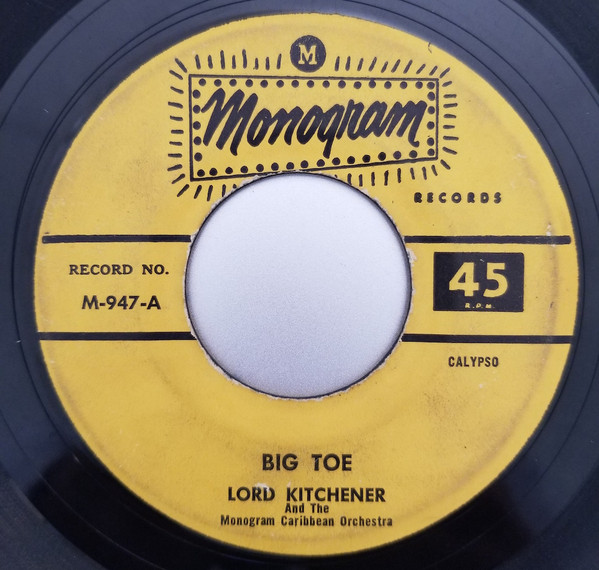 M
Monogram
RECORDS
RECORD NO.
M-947-A
45
R.P.M.
CALYPSO
BIG TOE
LORD KITCHENER
And The
Monogram Caribbean Orchestra